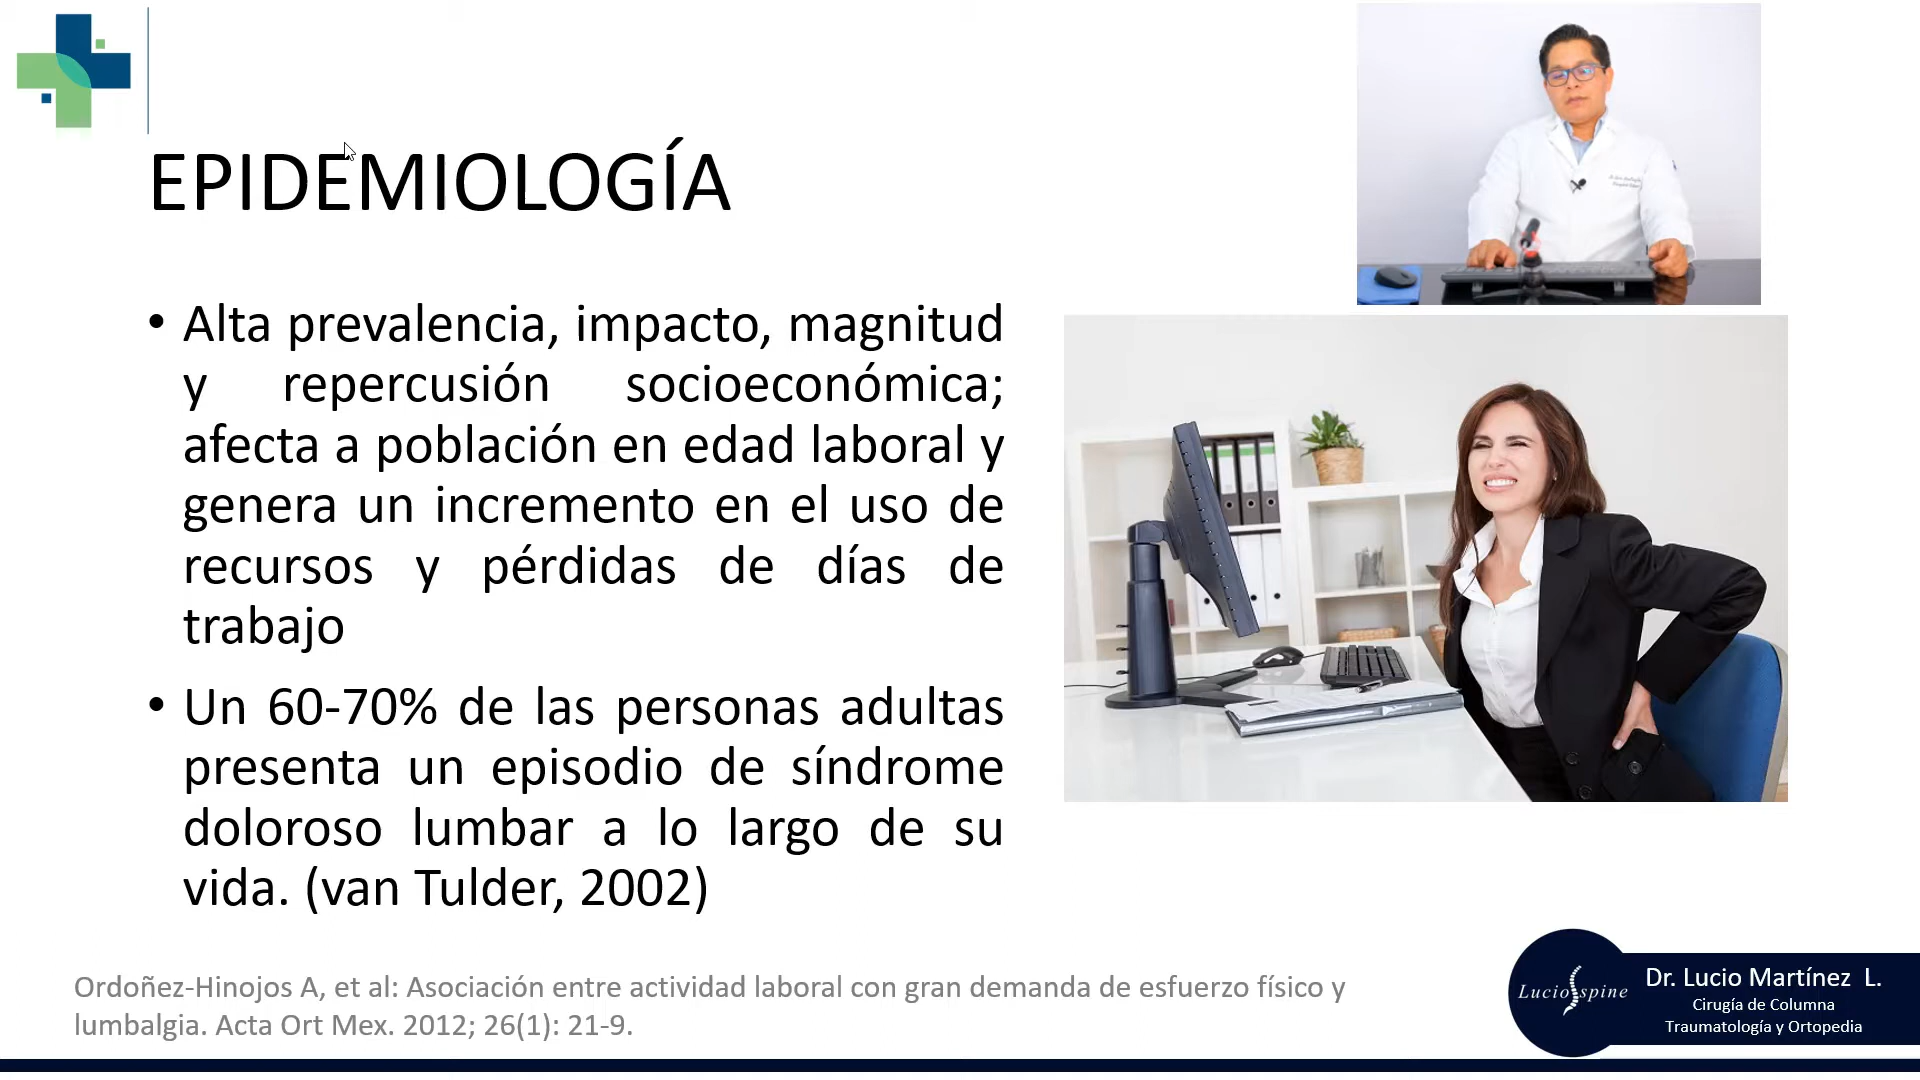 EPIDEMIOLOGÍA
• Alta prevalencia, impacto, magnitud
y repercusión socioeconómica;
afecta a población en edad laboral y
genera un incremento en el uso de
recursos y pérdidas de días de
trabajo
• Un 60-70% de las personas adultas
presenta un episodio de síndrome
doloroso lumbar a lo largo de su
vida. (van Tulder, 2002)
Ordoñez-Hinojos A, et al: Asociación entre actividad laboral con gran demanda de esfuerzo físico y
lumbalgia. Acta Ort Mex. 2012; 26(1): 21-9.
Lucio spine
Dr. Lucio Martínez L.
Cirugía de Columna
Traumatología y Ortopedia